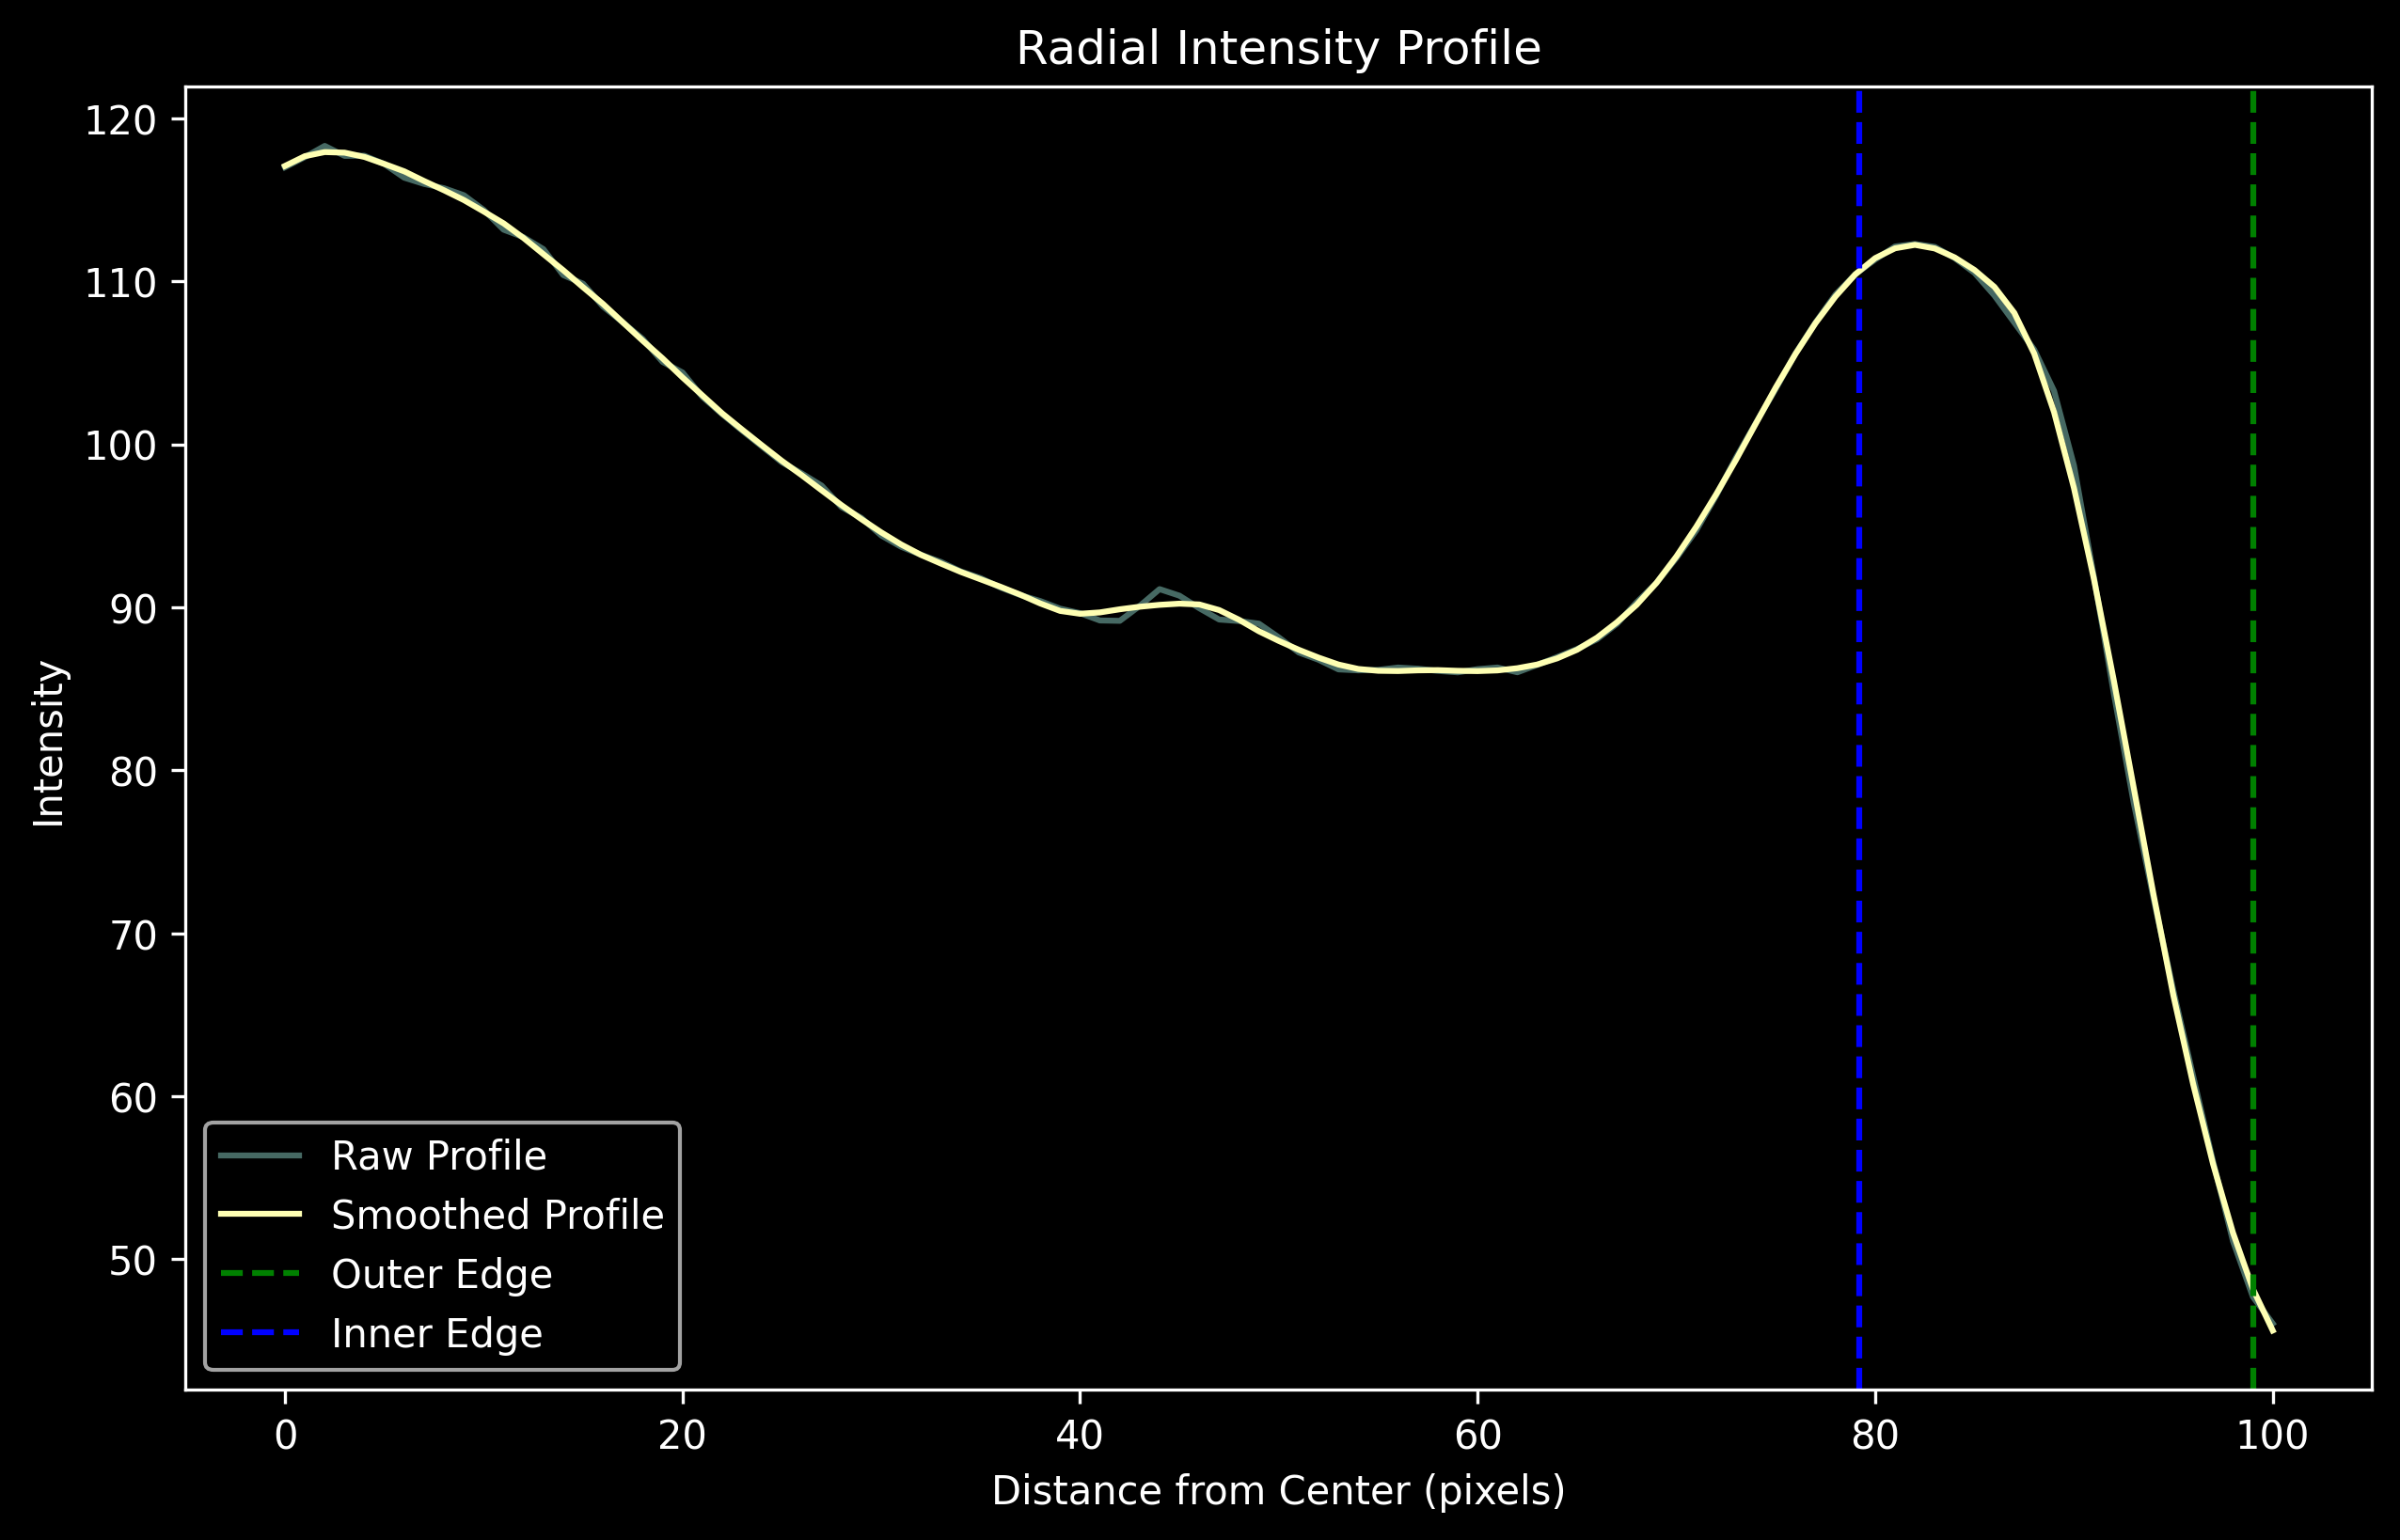 Radial Intensity Profile
120
110
100
90
80
70
60
50
Intensity
Raw Profile
Smoothed Profile
Outer Edge
Inner Edge
0 20 40 60 80 100
Distance from Center (pixels)